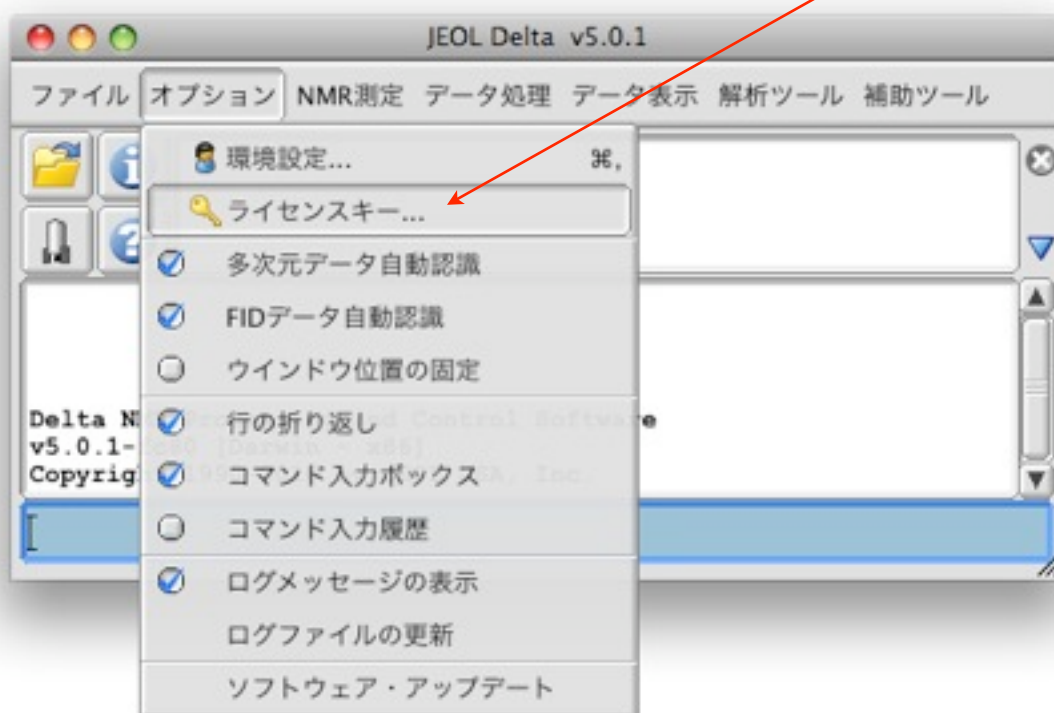 JEOL Delta v5.0.1
ファイル オプション NMR測定 データ処理 データ表示 解析ツール 補助ツール
環境設定... ⌘,
ライセンスキー...
多次元データ自動認識
FIDデータ自動認識
ウインドウ位置の固定
行の折り返し
コマンド入力ボックス
コマンド入力履歴
ログメッセージの表示
ログファイルの更新
ソフトウェア・アップデート
Delta N and Control Software
v5.0.1- [Darwin - x86]
Copyrig Inc